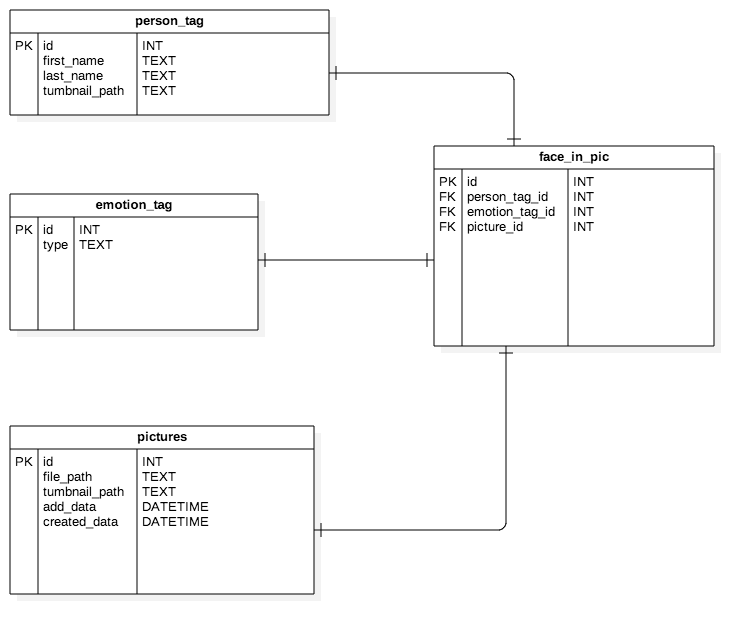 person_tag
PK id INT
first_name TEXT
last_name TEXT
tumbnail_path TEXT
face_in_pic
PK id INT
FK person_tag_id INT
FK emotion_tag_id INT
FK picture_id INT
emotion_tag
PK id INT
type TEXT
pictures
PK id INT
file_path TEXT
tumbnail_path TEXT
add_data DATETIME
created_data DATETIME